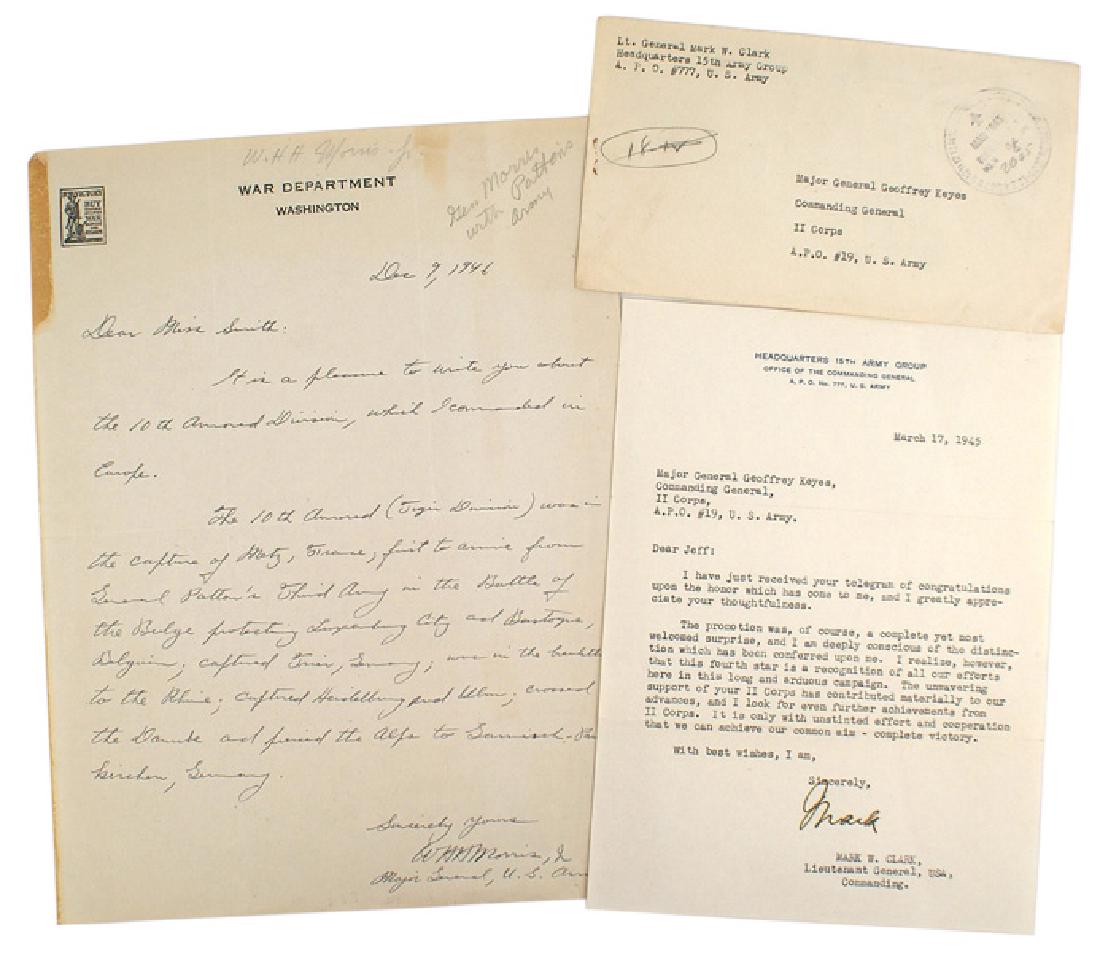 W.H.H Morris Jr.
Gen Morris
with Pattons
army
WAR DEPARTMENT
WASHINGTON
FOR VICTORY
BUY
WAR
Dec 9, 1946
Dear Miss Smith:
It is a pleasure to write you about
the 10th Armored Division, which I commanded in
Europe.
The 10th Armored (Tiger Division) was in
the capture of Metz, France; first to arrive from
General Patton's Third Army in the Battle of
the Bulge protecting Luxemburg City and Bastogne,
Belgium; captured Trier, Germany; was in the
to the Rhine; captured Heidelburg and Ulm; crossed
the Danube and pierced the Alps to Garmisch-Par
kirchen, Germany.
Sincerely yours
WHH Morris, Jr
Major General, U.S. Arm
Lt. General Mark W. Clark
Headquarters 15th Army Group
A. P. O. #777, U. S. Army
Major General Geoffrey Keyes
Commanding General
II Corps
A.P.O. #19, U. S. Army
HEADQUARTERS 15TH ARMY GROUP
OFFICE OF THE COMMANDING GENERAL
A. P. O. No. 777, U.S. ARMY
March 17, 1945
Major General Geoffrey Keyes,
Commanding General,
II Corps,
A.P.O. #19, U. S. Army.
Dear Jeff:
I have just received your telegram of congratulations
upon the honor which has come to me, and I greatly appre-
ciate your thoughtfulness.
The promotion was, of course, a complete yet most
welcomed surprise, and I am deeply conscious of the distinc-
tion which has been conferred upon me. I realize, however,
that this fourth star is a recognition of all our efforts
here in this long and arduous campaign. The unwavering
support of your II Corps has contributed materially to our
advances, and I look for even further achievements from
II Corps. It is only with unstinted effort and cooperation
that we can achieve our common aim - complete victory.
With best wishes, I am,
Sincerely,
Mark
MARK W. CLARK,
Lieutenant General, USA,
Commanding.